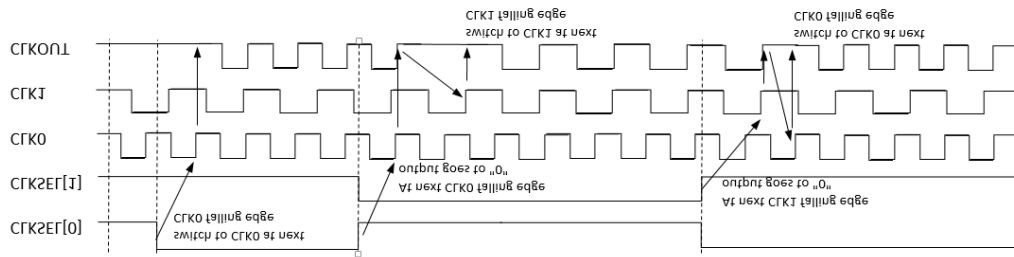 CLKSEL[0]
switch to CLK0 at next
CLK0 falling edge
CLKSEL[1]
At next CLK0 falling edge
output goes to "0"
At next CLK1 falling edge
output goes to "0"
CLK0
CLK1
CLKOUT
switch to CLK1 at next
CLK1 falling edge
switch to CLK0 at next
CLK0 falling edge